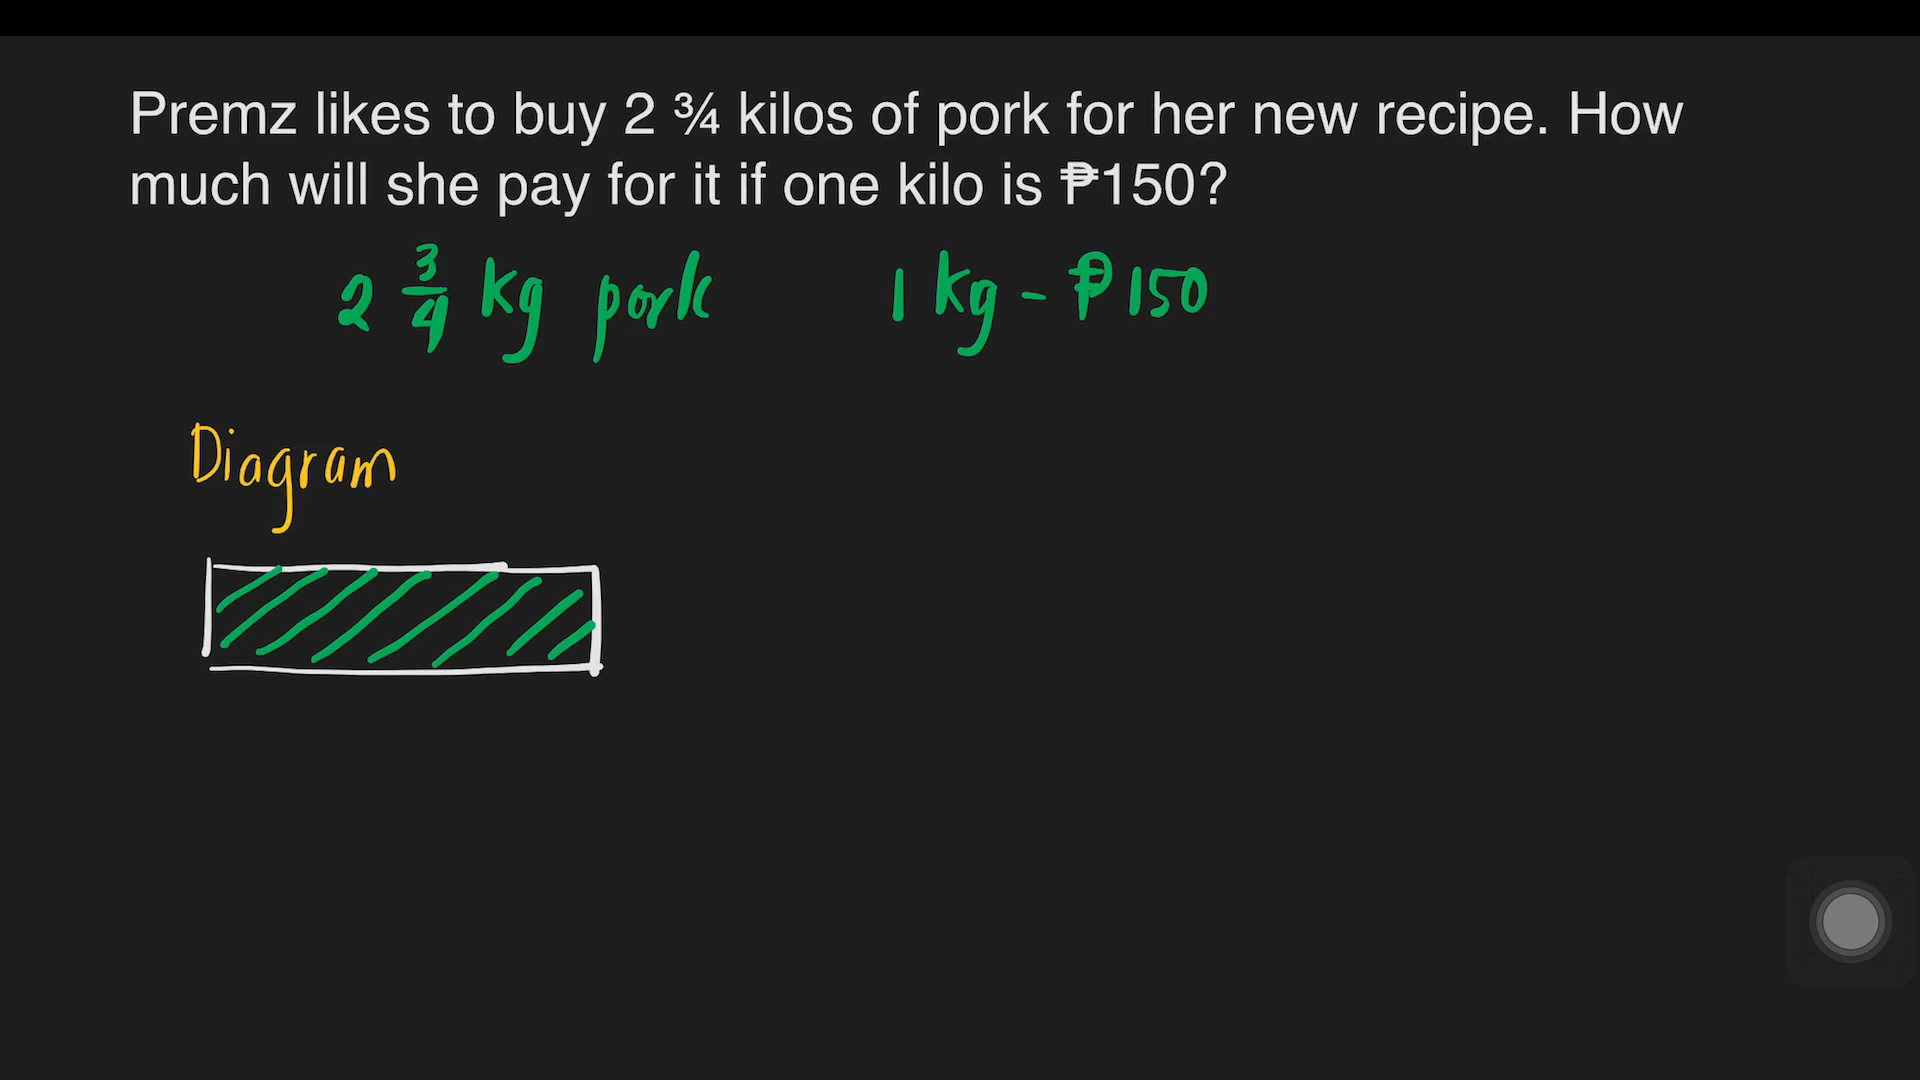 Premz likes to buy 2 ¾ kilos of pork for her new recipe. How
much will she pay for it if one kilo is ₱150?
2 3/4 kg pork 1 kg - ₱150
Diagram